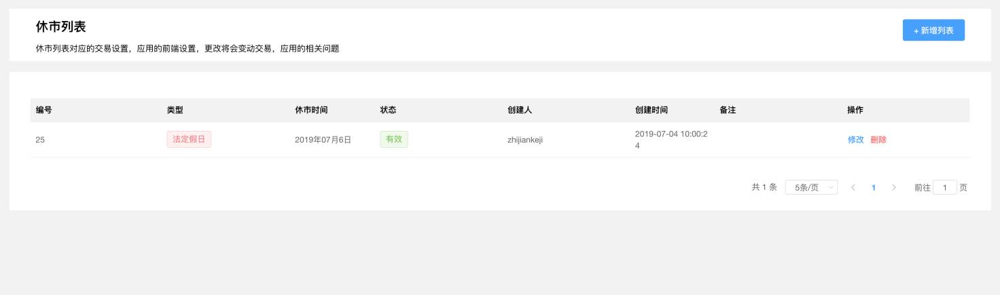 休市列表
+ 新增列表
休市列表对应的交易设置，应用的前端设置，更改将会变动交易，应用的相关问题
编号 类型 休市时间 状态 创建人 创建时间 备注 操作
25 法定假日 2019年07月6日 有效 zhijiankeji 2019-07-04 10:00:2
4 修改 删除
共 1 条 5条/页 1 前往 1 页